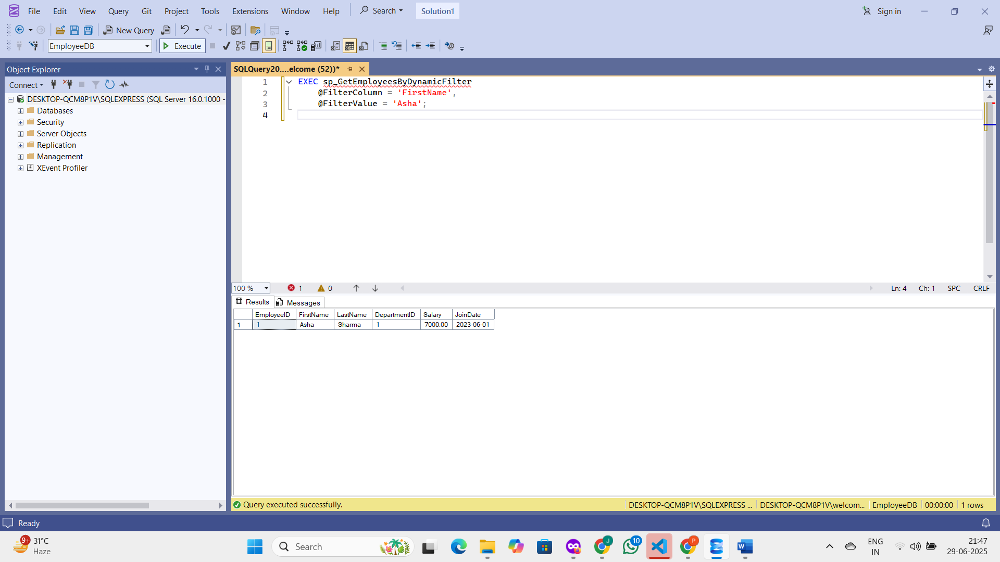 File Edit View Query Git Project Tools Extensions Window Help Search Solution1 Sign in
New Query
EmployeeDB Execute
Object Explorer
Connect
DESKTOP-QCM8P1V\SQLEXPRESS (SQL Server 16.0.1000 -
Databases
Security
Server Objects
Replication
Management
XEvent Profiler
SQLQuery20....elcome (52))*
1 EXEC sp_GetEmployeesByDynamicFilter
2 @FilterColumn = 'FirstName',
3 @FilterValue = 'Asha';
4
100 % 1 0 Ln: 4 Ch: 1 SPC CRLF
Results Messages
EmployeeID FirstName LastName DepartmentID Salary JoinDate
1 1 Asha Sharma 1 7000.00 2023-06-01
Query executed successfully. DESKTOP-QCM8P1V\SQLEXPRESS ... DESKTOP-QCM8P1V\welcom... EmployeeDB 00:00:00 1 rows
Ready
9+ 31°C
Haze
Search
J
10
P
ENG
IN
21:47
29-06-2025